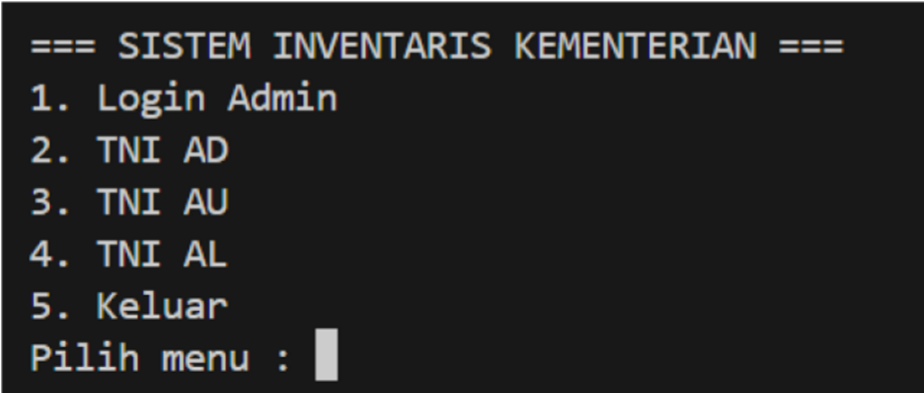 === SISTEM INVENTARIS KEMENTERIAN ===
1. Login Admin
2. TNI AD
3. TNI AU
4. TNI AL
5. Keluar
Pilih menu :